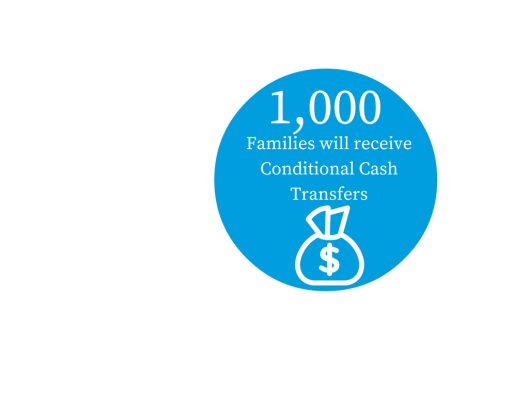 1,000
Families will receive
Conditional Cash
Transfers
$